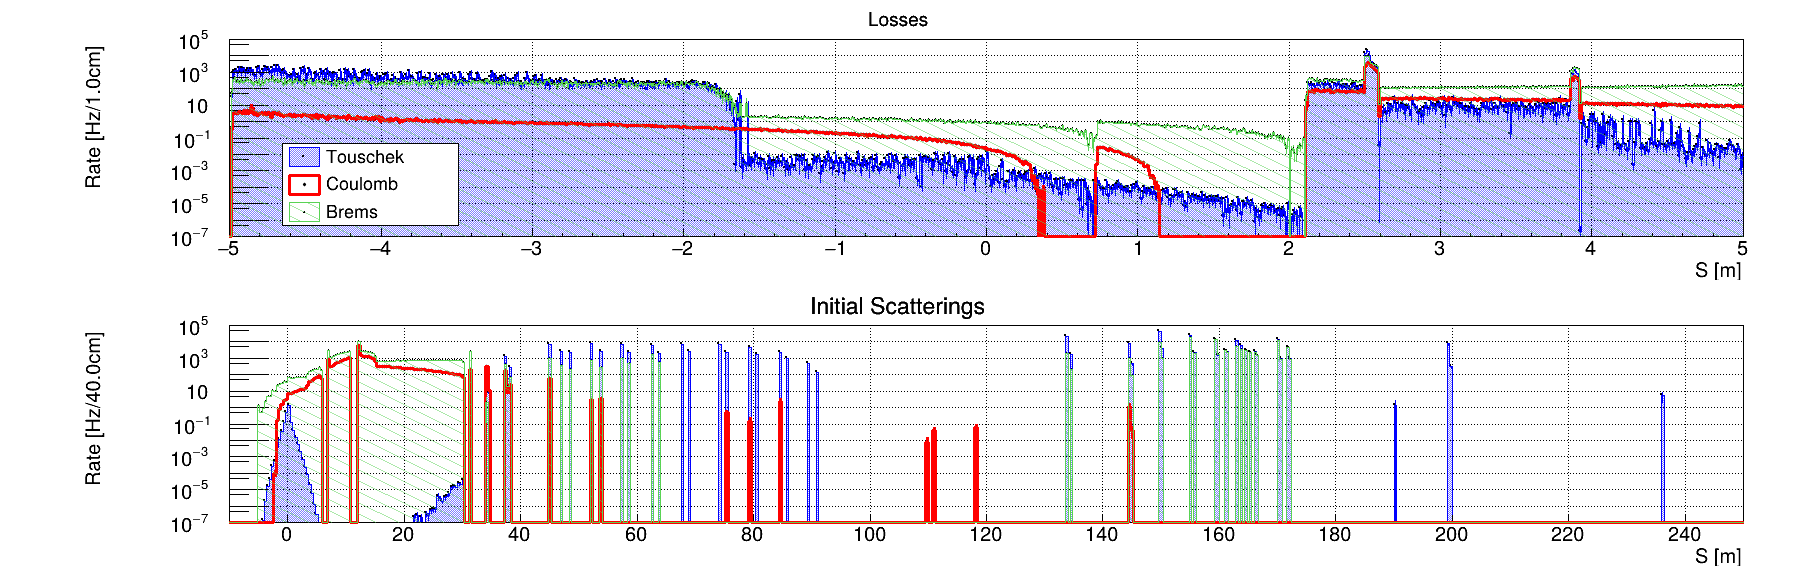 Losses
Rate [Hz/1.0cm]
10^5
10^3
10
10^−1
10^−3
10^−5
10^−7
Touschek
Coulomb
Brems
−5 −4 −3 −2 −1 0 1 2 3 4 5
S [m]
Initial Scatterings
Rate [Hz/40.0cm]
10^5
10^3
10
10^−1
10^−3
10^−5
10^−7
0 20 40 60 80 100 120 140 160 180 200 220 240
S [m]